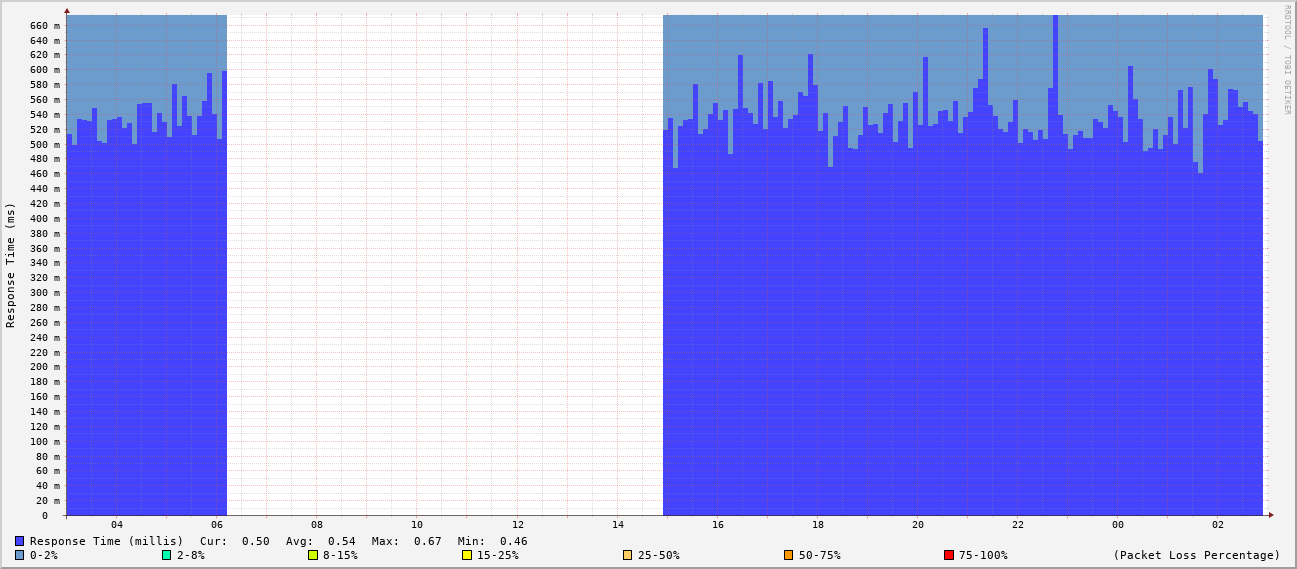 RRDTOOL / TOBI OETIKER
Response Time (ms)
660 m
640 m
620 m
600 m
580 m
560 m
540 m
520 m
500 m
480 m
460 m
440 m
420 m
400 m
380 m
360 m
340 m
320 m
300 m
280 m
260 m
240 m
220 m
200 m
180 m
160 m
140 m
120 m
100 m
80 m
60 m
40 m
20 m
0
04 06 08 10 12 14 16 18 20 22 00 02
Response Time (millis) Cur: 0.50 Avg: 0.54 Max: 0.67 Min: 0.46
0-2% 2-8% 8-15% 15-25% 25-50% 50-75% 75-100% (Packet Loss Percentage)